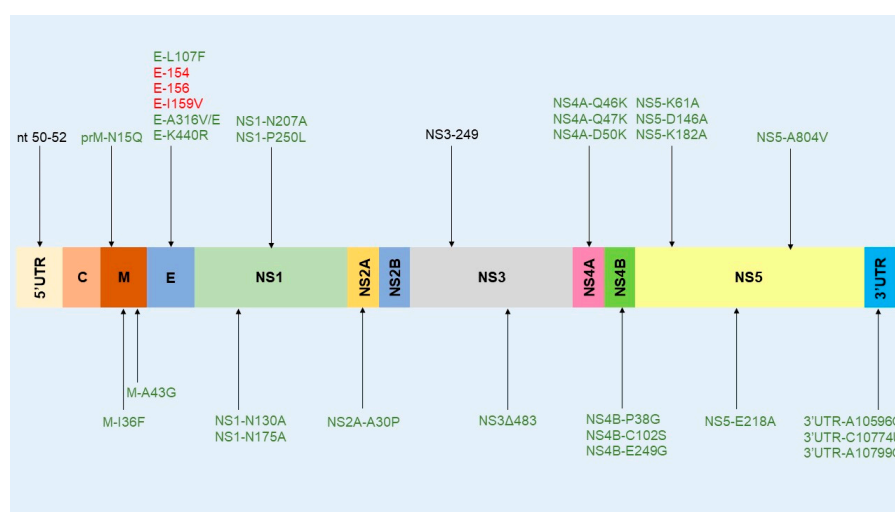 E-L107F
E-154
E-156
E-I159V
E-A316V/E
E-K440R
nt 50-52
prM-N15Q
NS1-N207A
NS1-P250L
NS3-249
NS4A-Q46K
NS4A-Q47K
NS4A-D50K
NS5-K61A
NS5-D146A
NS5-K182A
NS5-A804V
5'UTR
C
M
E
NS1
NS2A
NS2B
NS3
NS4A
NS4B
NS5
3'UTR
M-A43G
M-I36F
NS1-N130A
NS1-N175A
NS2A-A30P
NS3Δ483
NS4B-P38G
NS4B-C102S
NS4B-E249G
NS5-E218A